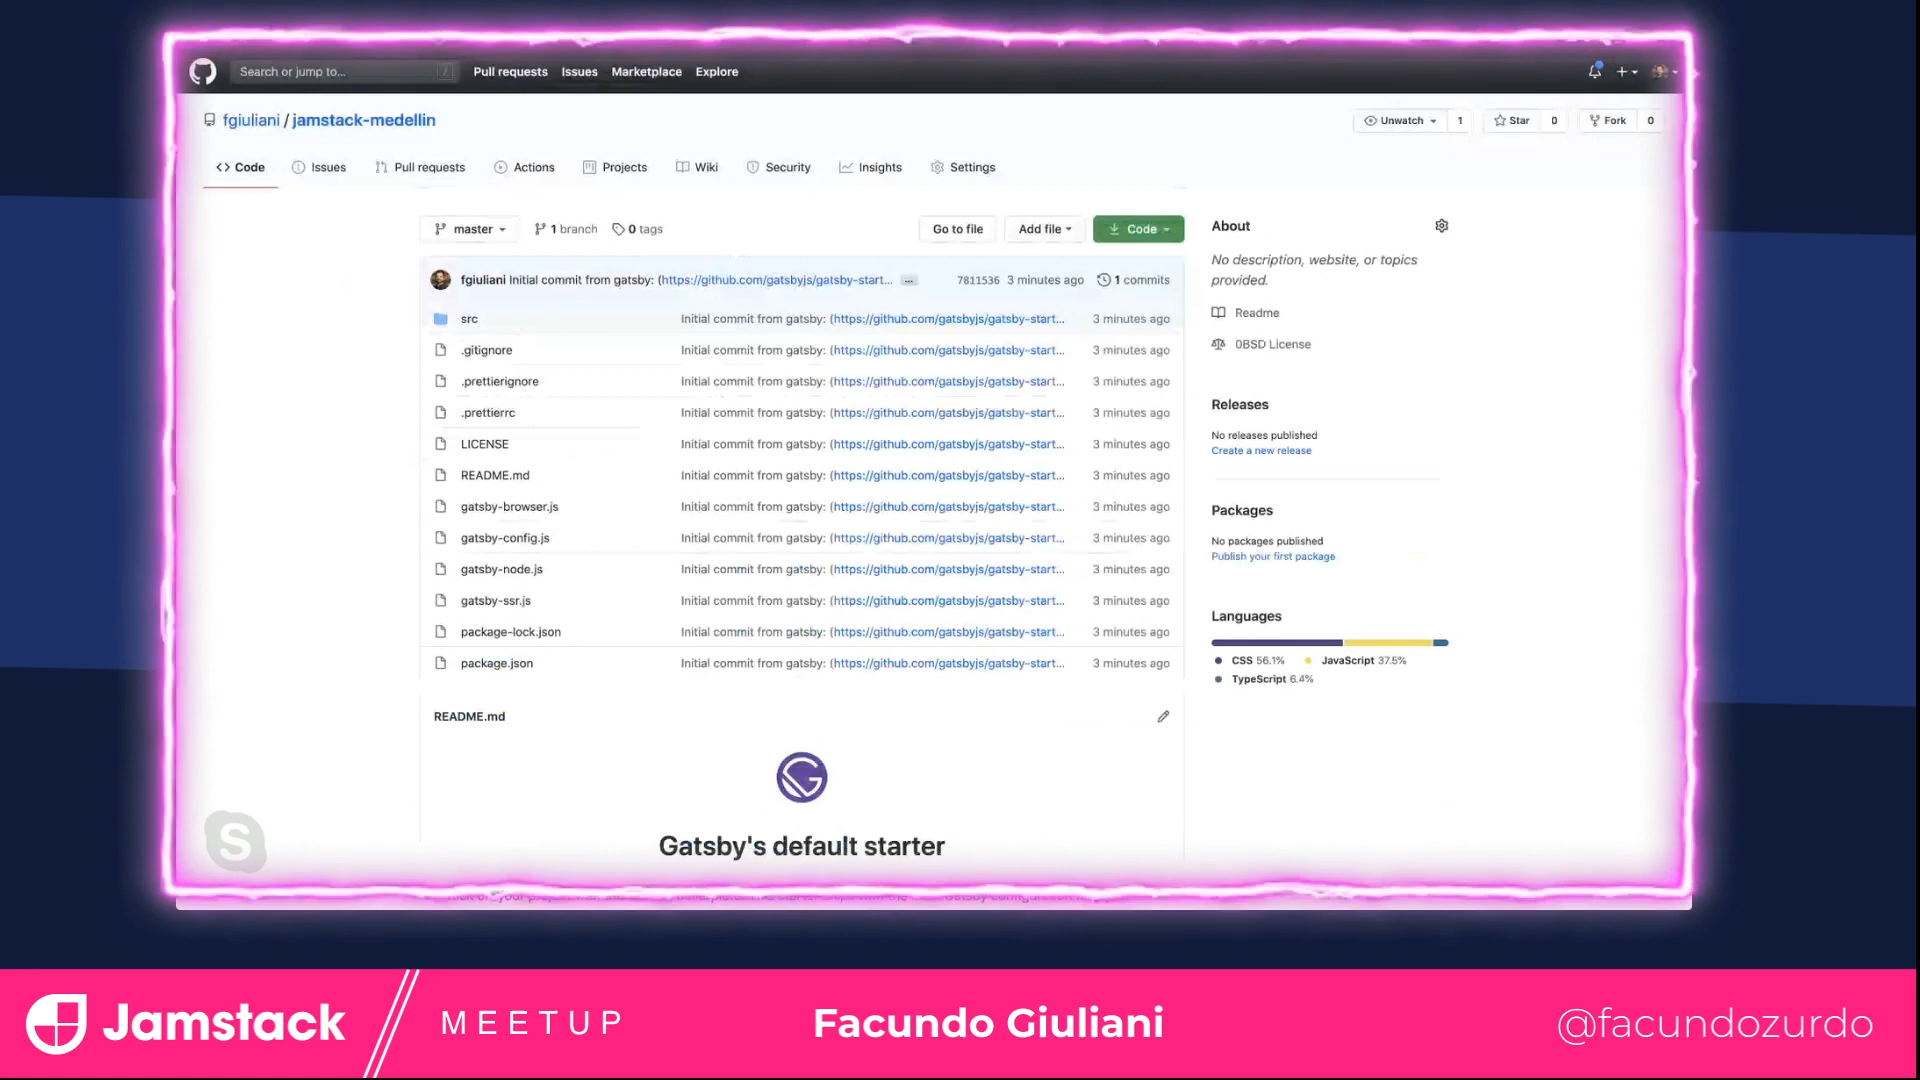 Search or jump to... / Pull requests Issues Marketplace Explore
fgiuliani / jamstack-medellin Unwatch 1 Star 0 Fork 0
Code Issues Pull requests Actions Projects Wiki Security Insights Settings
master 1 branch 0 tags Go to file Add file Code
fgiuliani Initial commit from gatsby: (https://github.com/gatsbyjs/gatsby-start... ... 7811536 3 minutes ago 1 commits
src Initial commit from gatsby: (https://github.com/gatsbyjs/gatsby-start... 3 minutes ago
.gitignore Initial commit from gatsby: (https://github.com/gatsbyjs/gatsby-start... 3 minutes ago
.prettierignore Initial commit from gatsby: (https://github.com/gatsbyjs/gatsby-start... 3 minutes ago
.prettierrc Initial commit from gatsby: (https://github.com/gatsbyjs/gatsby-start... 3 minutes ago
LICENSE Initial commit from gatsby: (https://github.com/gatsbyjs/gatsby-start... 3 minutes ago
README.md Initial commit from gatsby: (https://github.com/gatsbyjs/gatsby-start... 3 minutes ago
gatsby-browser.js Initial commit from gatsby: (https://github.com/gatsbyjs/gatsby-start... 3 minutes ago
gatsby-config.js Initial commit from gatsby: (https://github.com/gatsbyjs/gatsby-start... 3 minutes ago
gatsby-node.js Initial commit from gatsby: (https://github.com/gatsbyjs/gatsby-start... 3 minutes ago
gatsby-ssr.js Initial commit from gatsby: (https://github.com/gatsbyjs/gatsby-start... 3 minutes ago
package-lock.json Initial commit from gatsby: (https://github.com/gatsbyjs/gatsby-start... 3 minutes ago
package.json Initial commit from gatsby: (https://github.com/gatsbyjs/gatsby-start... 3 minutes ago
README.md
Gatsby's default starter
About
No description, website, or topics
provided.
Readme
0BSD License
Releases
No releases published
Create a new release
Packages
No packages published
Publish your first package
Languages
CSS 56.1% JavaScript 37.5%
TypeScript 6.4%
Jamstack MEETUP Facundo Giuliani @facundozurdo